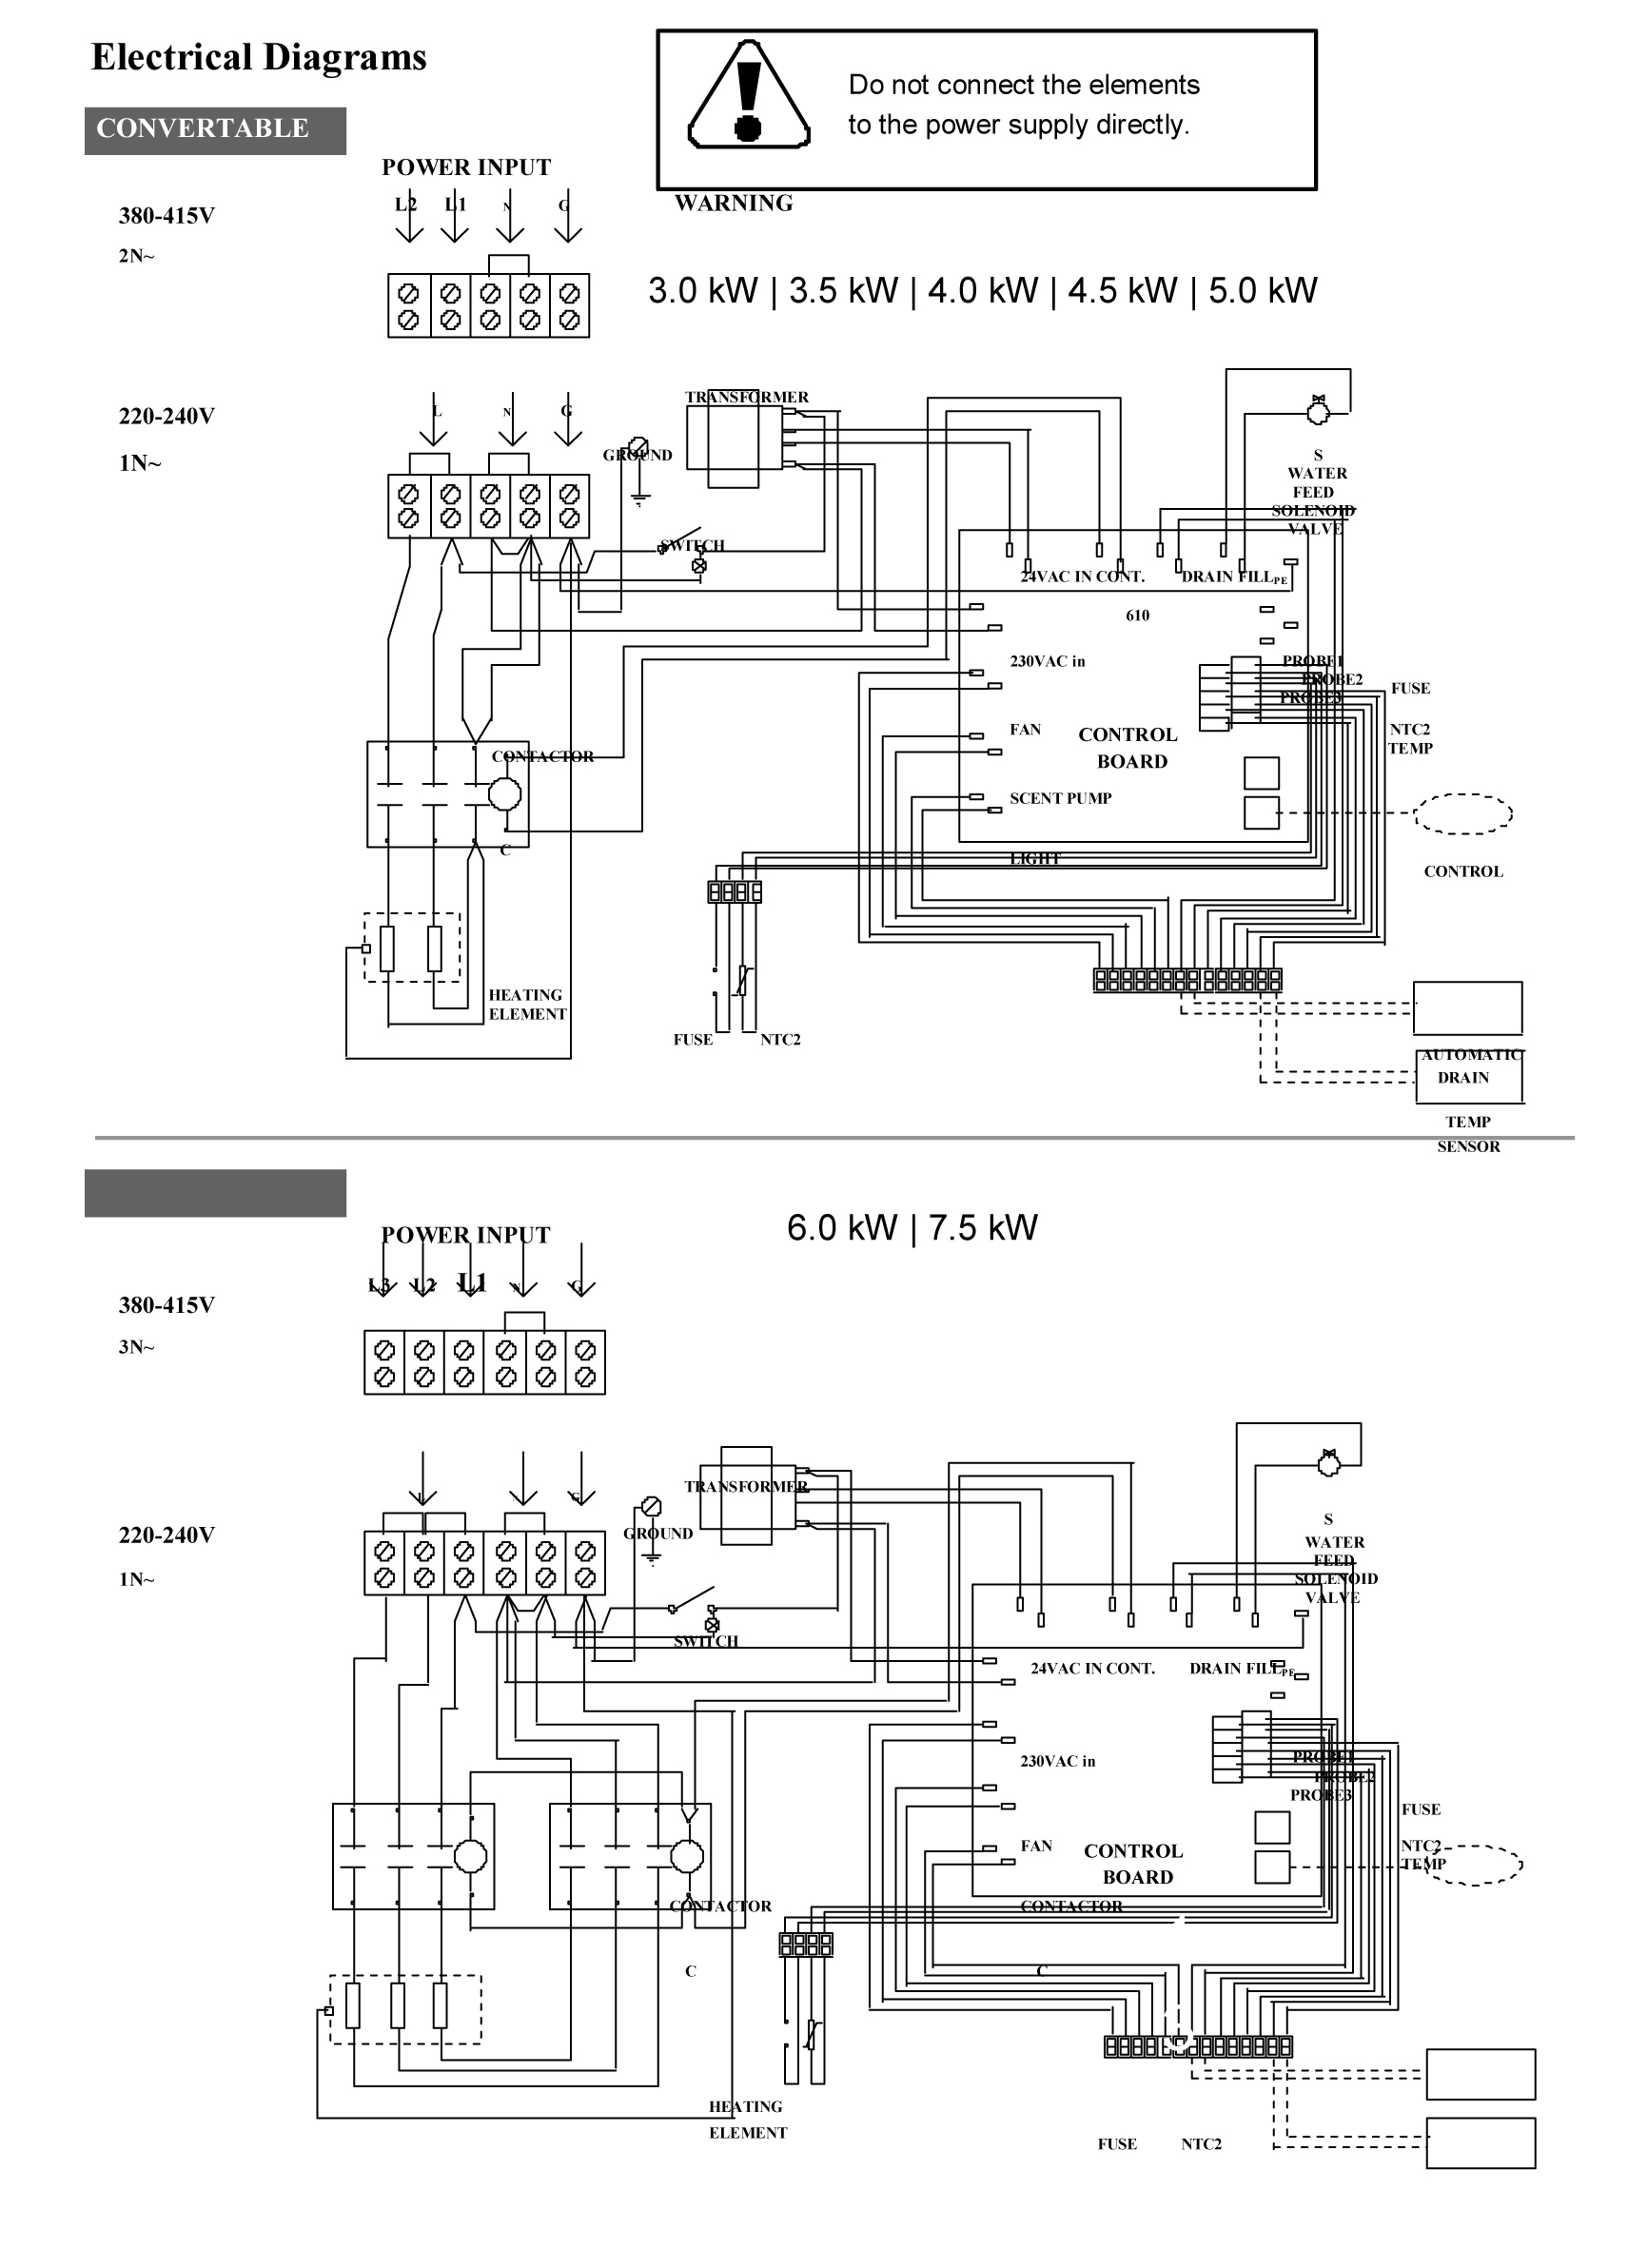 Electrical Diagrams
CONVERTABLE
Do not connect the elements
to the power supply directly.
WARNING
POWER INPUT
380-415V
L2 L1 N G
2N~
3.0 kW | 3.5 kW | 4.0 kW | 4.5 kW | 5.0 kW
220-240V
L N G
1N~
TRANSFORMER
GROUND
SWITCH
S
WATER
FEED
SOLENOID
VALVE
24VAC IN CONT.
DRAIN FILL PE
610
230VAC in
PROBE1
PROBE2
PROBE3
FUSE
FAN
NTC2
TEMP
CONTROL
BOARD
CONTACTOR
SCENT PUMP
C
LIGHT
CONTROL
HEATING
ELEMENT
FUSE NTC2
AUTOMATIC
DRAIN
TEMP
SENSOR
6.0 kW | 7.5 kW
POWER INPUT
L3 L2 L1 N G
380-415V
3N~
220-240V
L G
1N~
TRANSFORMER
GROUND
SWITCH
S
WATER
FEED
SOLENOID
VALVE
24VAC IN CONT.
DRAIN FILL PE
230VAC in
PROBE1
PROBE2
PROBE3
FUSE
FAN
NTC2
TEMP
CONTROL
BOARD
CONTACTOR
CONTACTOR
C
C
HEATING
ELEMENT
FUSE NTC2